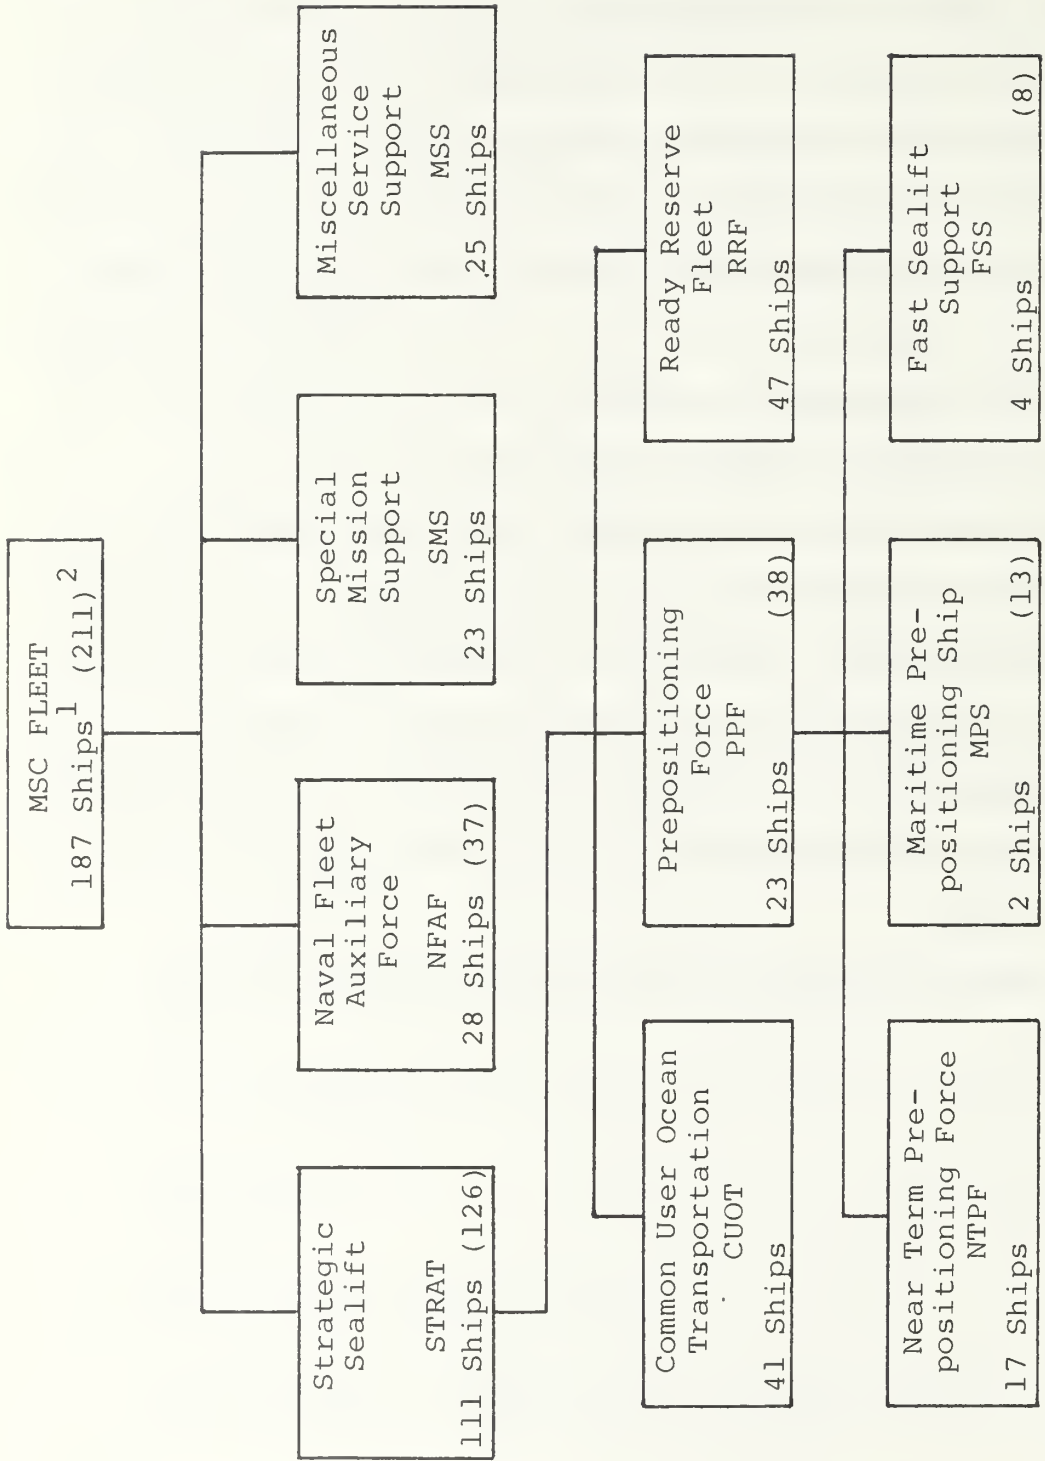 MSC FLEET
187 Ships1 (211)2
Strategic
Sealift
STRAT
111 Ships (126)
Naval Fleet
Auxiliary
Force
NFAF
28 Ships (37)
Special
Mission
Support
SMS
23 Ships
Miscellaneous
Service
Support
MSS
25 Ships
Common User Ocean
Transportation
CUOT
41 Ships
Prepositioning
Force
PPF
23 Ships (38)
Ready Reserve
Fleet
RRF
47 Ships
Near Term Pre-
positioning Force
NTPF
17 Ships
Maritime Pre-
positioning Ship
MPS
2 Ships (13)
Fast Sealift
Support
FSS
4 Ships (8)